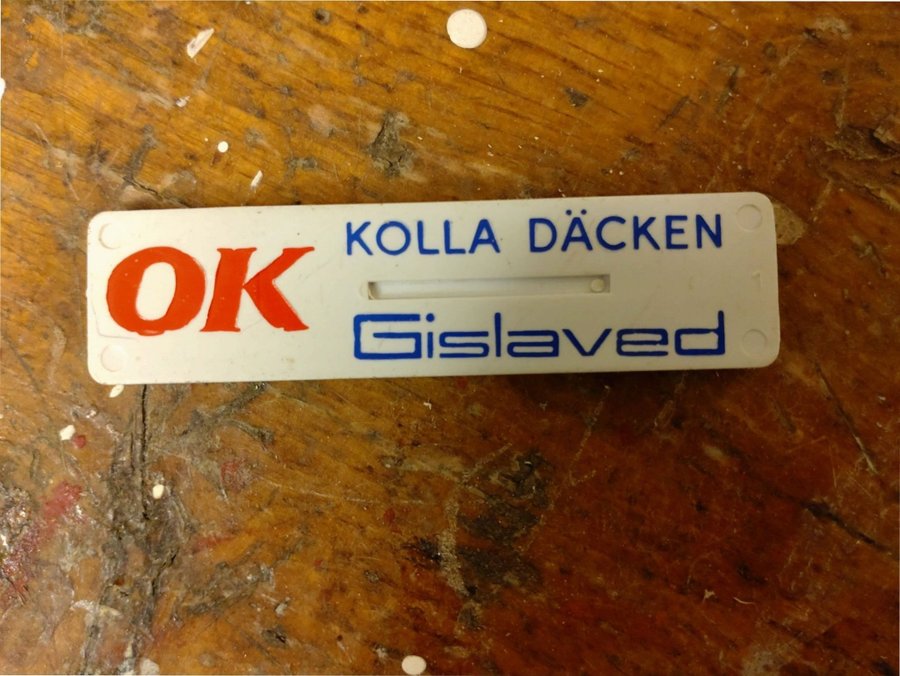 OK
KOLLA DÄCKEN
Gislaved